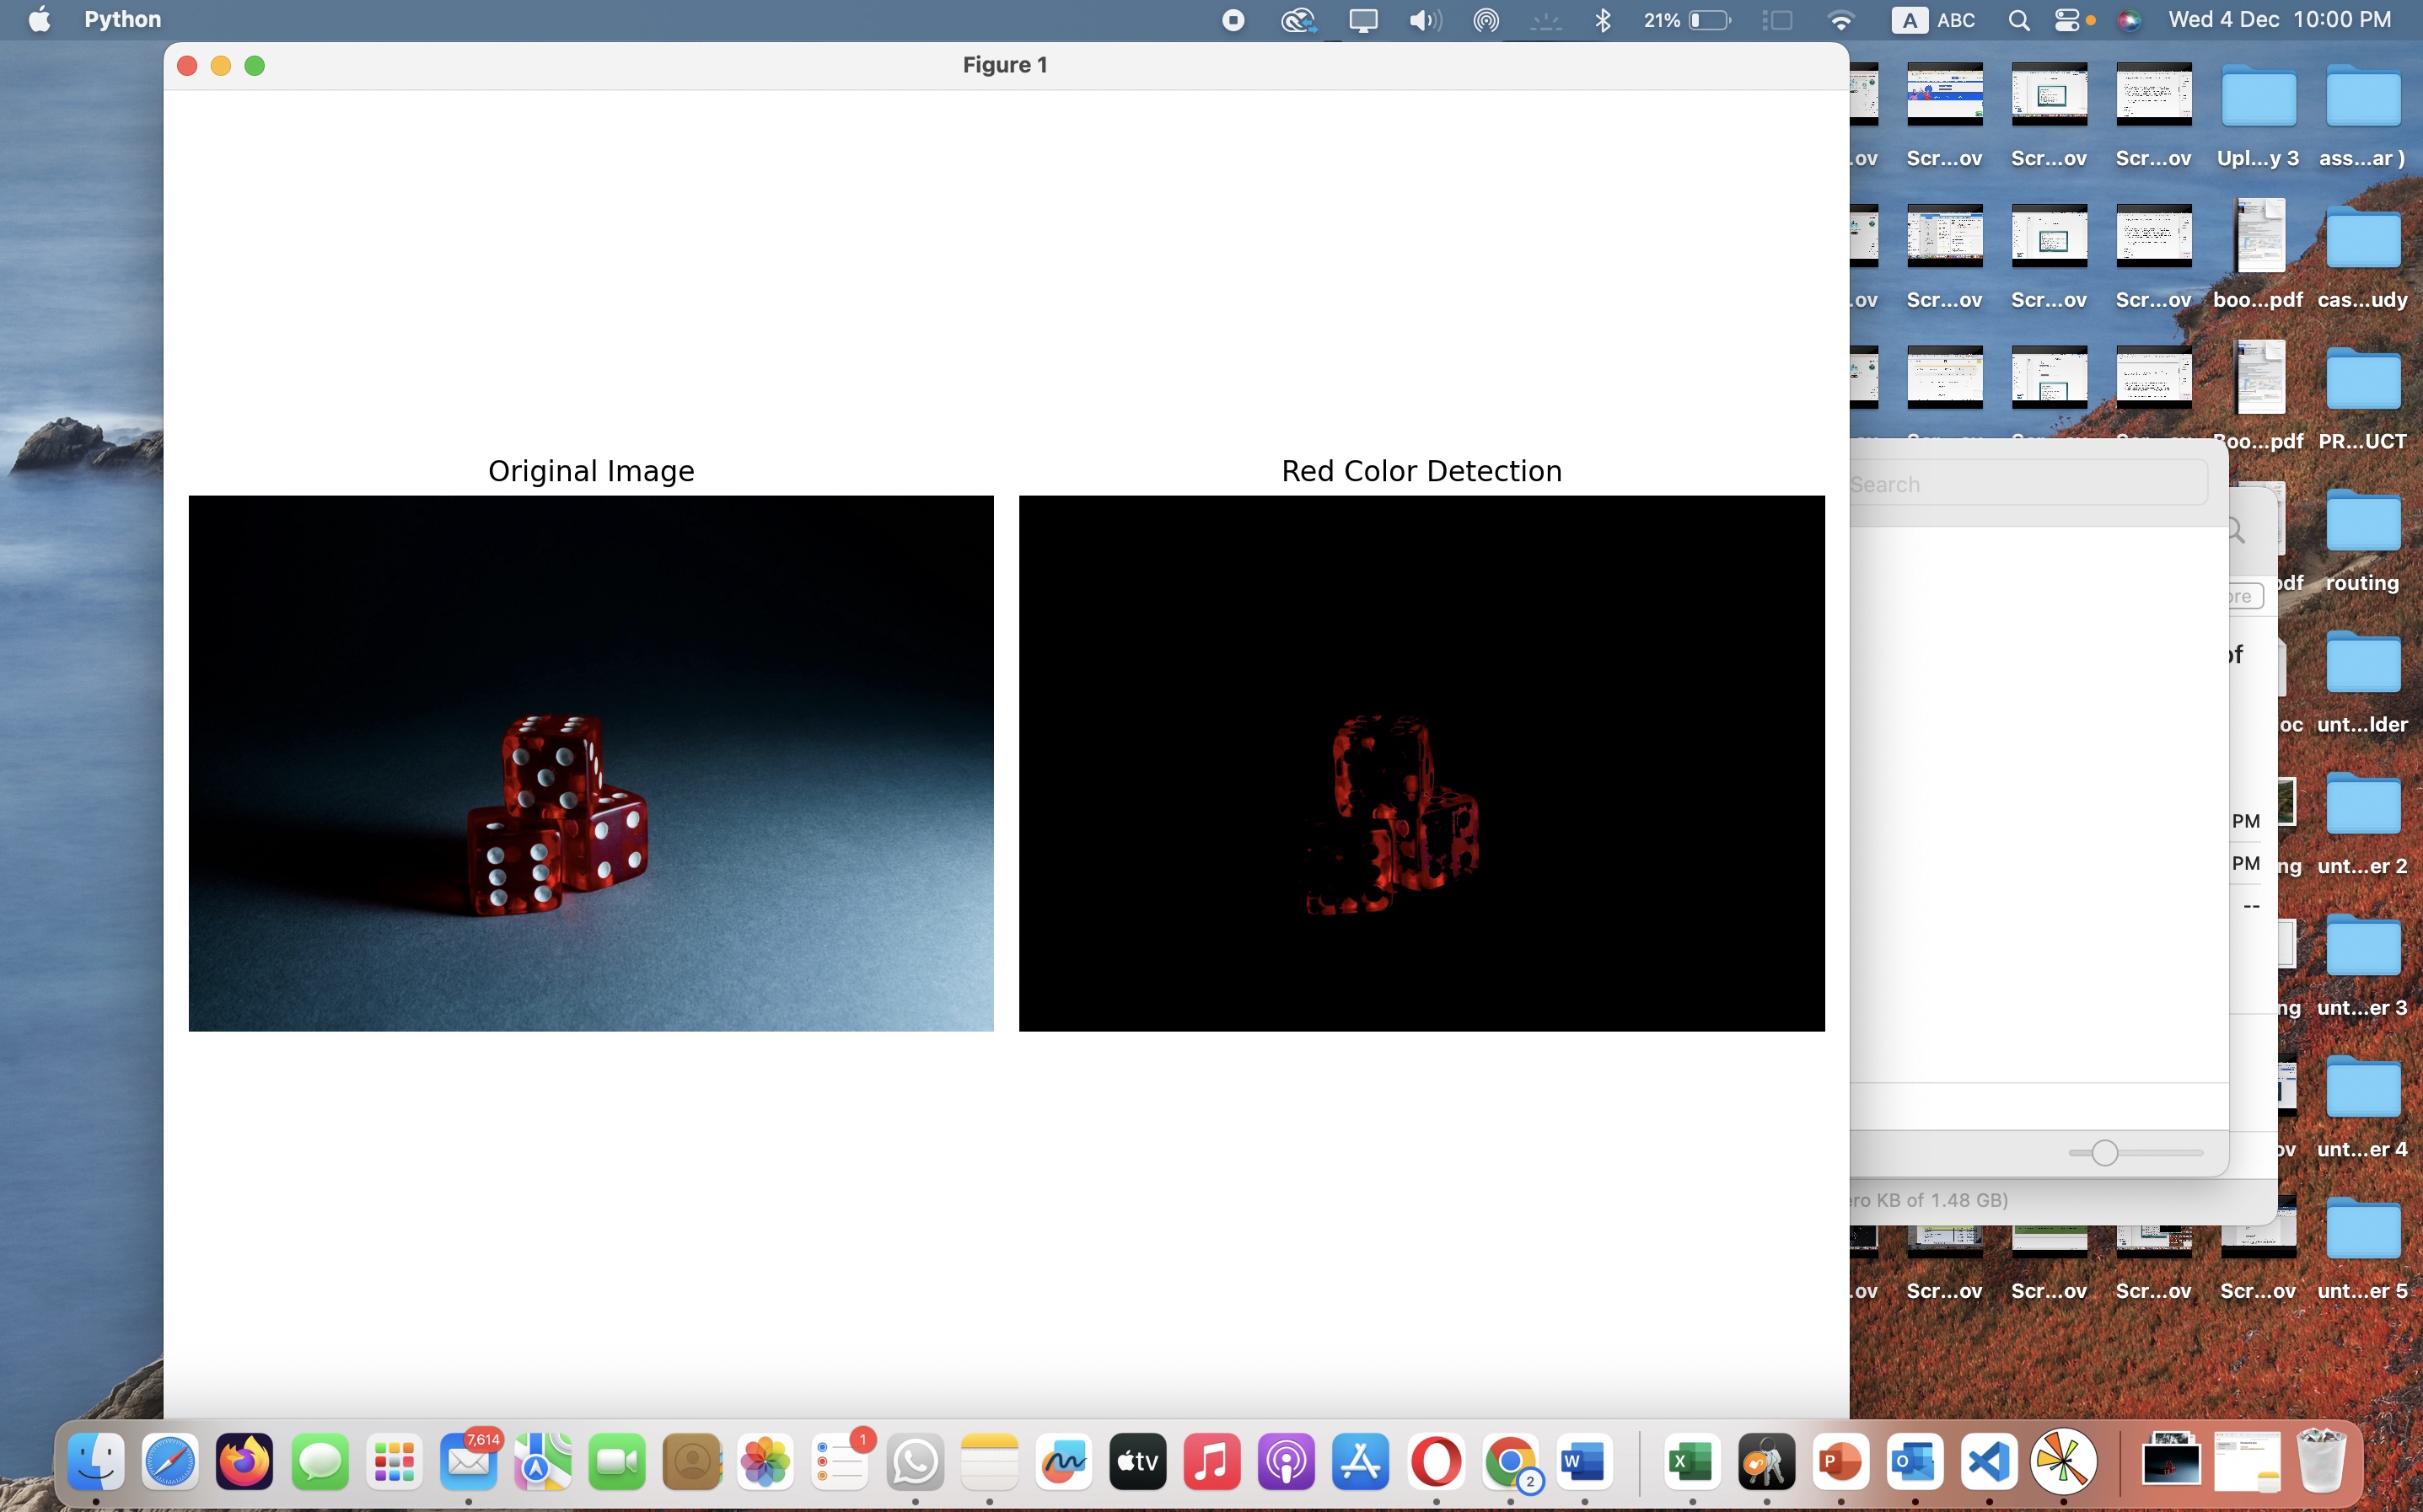 Python
21%
A ABC
Wed 4 Dec 10:00 PM
Figure 1
Original Image
Red Color Detection
.ov Scr...ov Scr...ov Scr...ov Upl...y 3 ass...ar )
.ov Scr...ov Scr...ov Scr...ov boo...pdf cas...udy
Boo...pdf PR...UCT
Search
pdf routing
ore
of
oc unt...lder
PM
PM
ng unt...er 2
--
ng unt...er 3
ov unt...er 4
ero KB of 1.48 GB)
.ov Scr...ov Scr...ov Scr...ov Scr...ov unt...er 5
7,614
1
tv
2
W
X
P
O